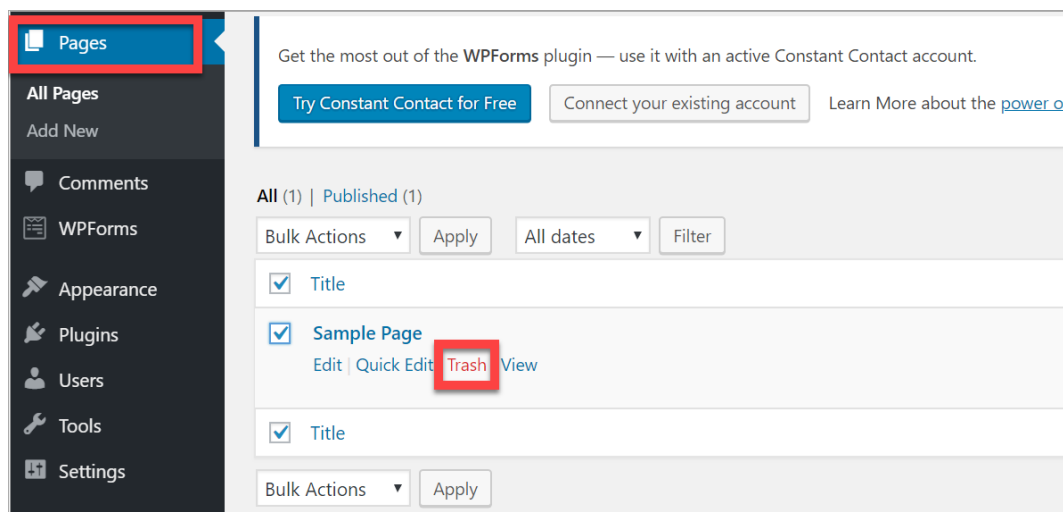 Pages
All Pages
Add New
Comments
WPForms
Appearance
Plugins
Users
Tools
Settings
Get the most out of the WPForms plugin — use it with an active Constant Contact account.
Try Constant Contact for Free Connect your existing account Learn More about the power o
All (1) | Published (1)
Bulk Actions Apply All dates Filter
Title
Sample Page
Edit | Quick Edit Trash View
Title
Bulk Actions Apply